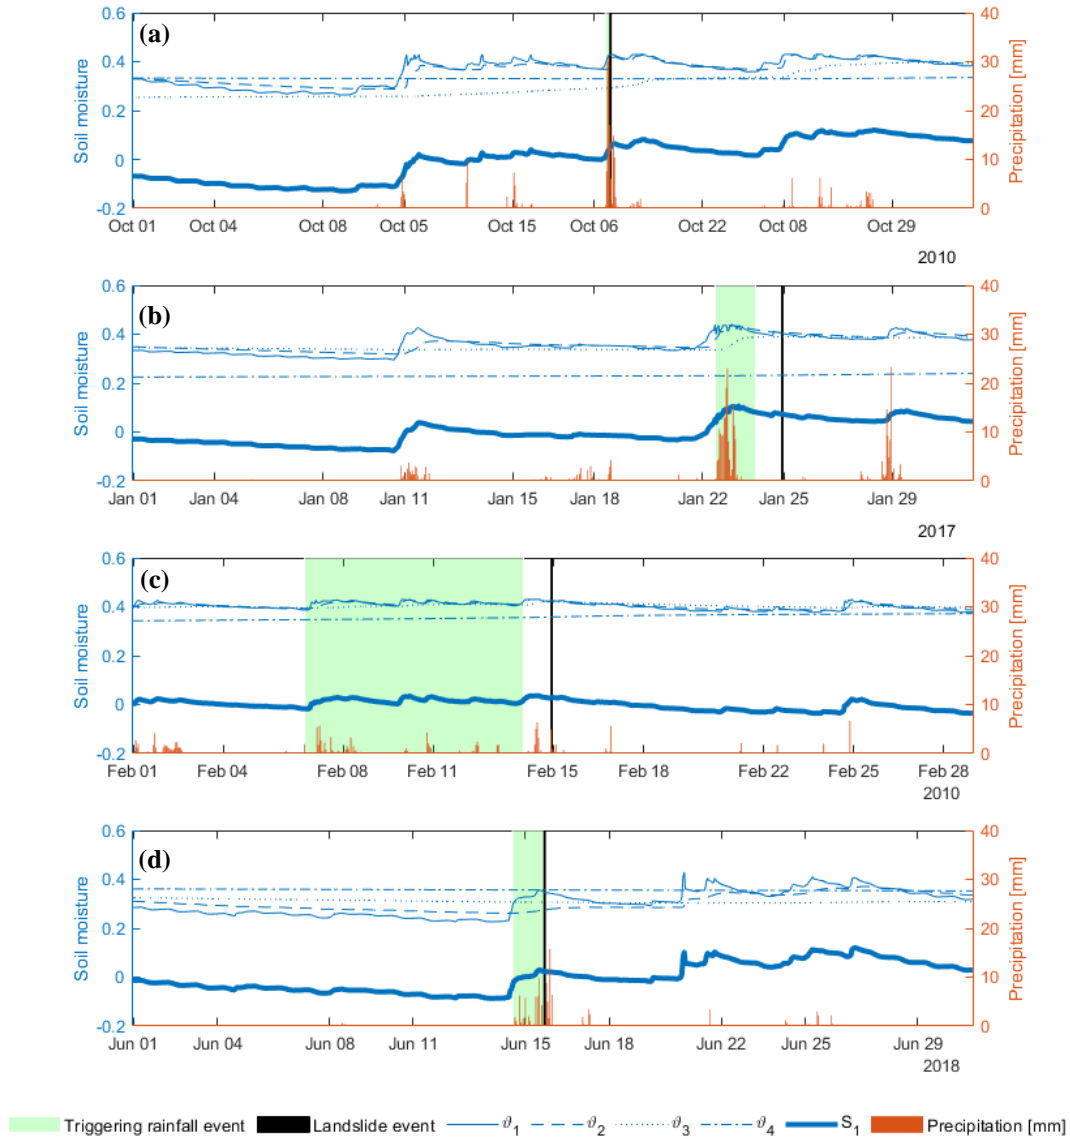 (a)
0.6
0.4
0.2
0
-0.2
Soil moisture
40
30
20
10
0
Precipitation [mm]
Oct 01 Oct 04 Oct 08 Oct 05 Oct 15 Oct 06 Oct 22 Oct 08 Oct 29
2010
(b)
0.6
0.4
0.2
0
-0.2
Soil moisture
40
30
20
10
0
Precipitation [mm]
Jan 01 Jan 04 Jan 08 Jan 11 Jan 15 Jan 18 Jan 22 Jan 25 Jan 29
2017
(c)
0.6
0.4
0.2
0
-0.2
Soil moisture
40
30
20
10
0
Precipitation [mm]
Feb 01 Feb 04 Feb 08 Feb 11 Feb 15 Feb 18 Feb 22 Feb 25 Feb 28
2010
(d)
0.6
0.4
0.2
0
-0.2
Soil moisture
40
30
20
10
0
Precipitation [mm]
Jun 01 Jun 04 Jun 08 Jun 11 Jun 15 Jun 18 Jun 22 Jun 25 Jun 29
2018
Triggering rainfall event Landslide event ϑ1 ϑ2 ϑ3 ϑ4 S1 Precipitation [mm]